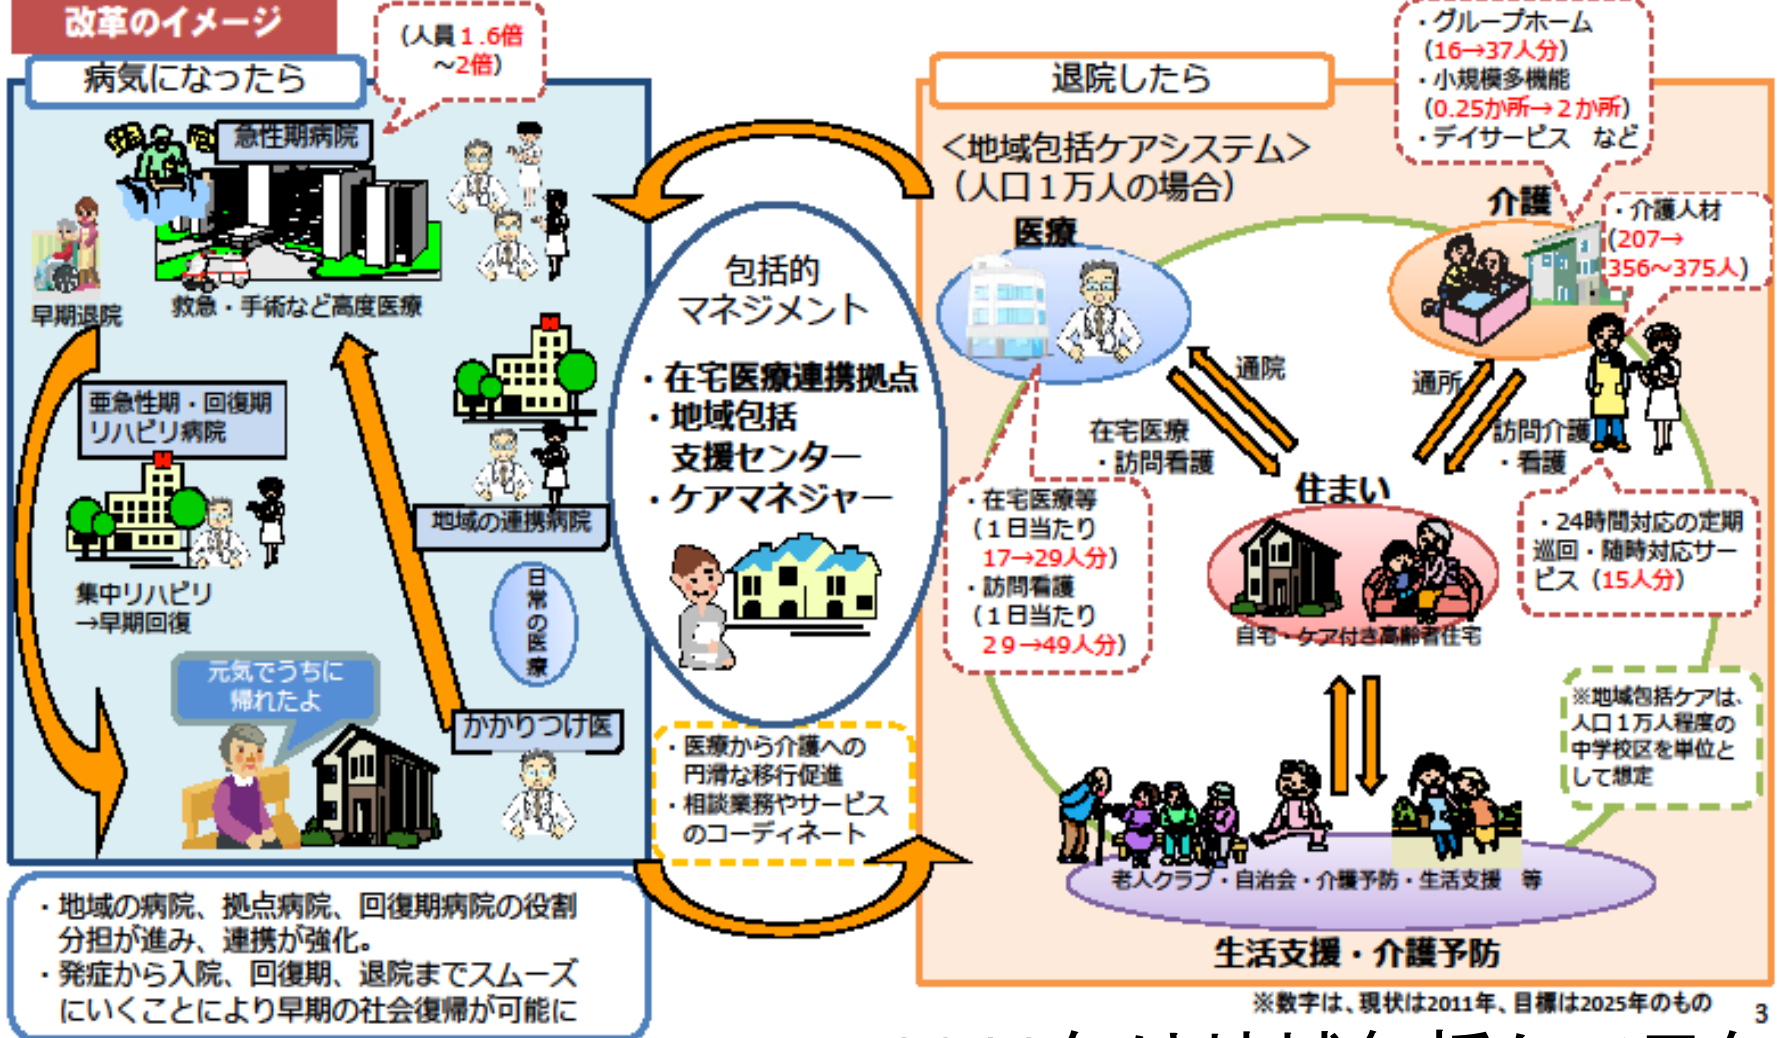 改革のイメージ
(人員1.6倍
～2倍)
病気になったら
急性期病院
救急・手術など高度医療
早期退院
亜急性期・回復期
リハビリ病院
集中リハビリ
→早期回復
地域の連携病院
日常の医療
元気でうちに
帰れたよ
かかりつけ医
・地域の病院、拠点病院、回復期病院の役割
分担が進み、連携が強化。
・発症から入院、回復期、退院までスムーズ
にいくことにより早期の社会復帰が可能に
包括的
マネジメント
・在宅医療連携拠点
・地域包括
支援センター
・ケアマネジャー
・医療から介護への
円滑な移行促進
・相談業務やサービス
のコーディネート
退院したら
＜地域包括ケアシステム＞
(人口1万人の場合)
・グループホーム
(16→37人分)
・小規模多機能
(0.25か所→2か所)
・デイサービス など
医療
介護
・介護人材
(207→
356～375人)
通院
在宅医療
・訪問看護
通所
訪問介護
・看護
・在宅医療等
(1日当たり
17→29人分)
・訪問看護
(1日当たり
29→49人分)
住まい
自宅・ケア付き高齢者住宅
・24時間対応の定期
巡回・随時対応サー
ビス(15人分)
※地域包括ケアは、
人口1万人程度の
中学校区を単位と
して想定
老人クラブ・自治会・介護予防・生活支援 等
生活支援・介護予防
※数字は、現状は2011年、目標は2025年のもの
3